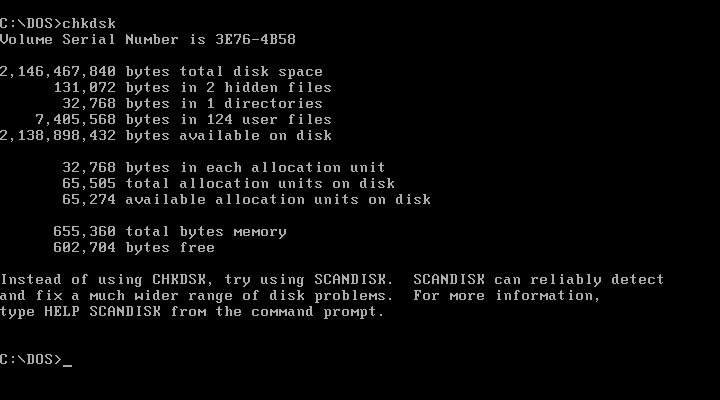 C:\DOS>chkdsk
Volume Serial Number is 3E76-4B58
2,146,467,840 bytes total disk space
131,072 bytes in 2 hidden files
32,768 bytes in 1 directories
7,405,568 bytes in 124 user files
2,138,898,432 bytes available on disk
32,768 bytes in each allocation unit
65,505 total allocation units on disk
65,274 available allocation units on disk
655,360 total bytes memory
602,704 bytes free
Instead of using CHKDSK, try using SCANDISK.  SCANDISK can reliably detect
and fix a much wider range of disk problems.  For more information,
type HELP SCANDISK from the command prompt.
C:\DOS>_